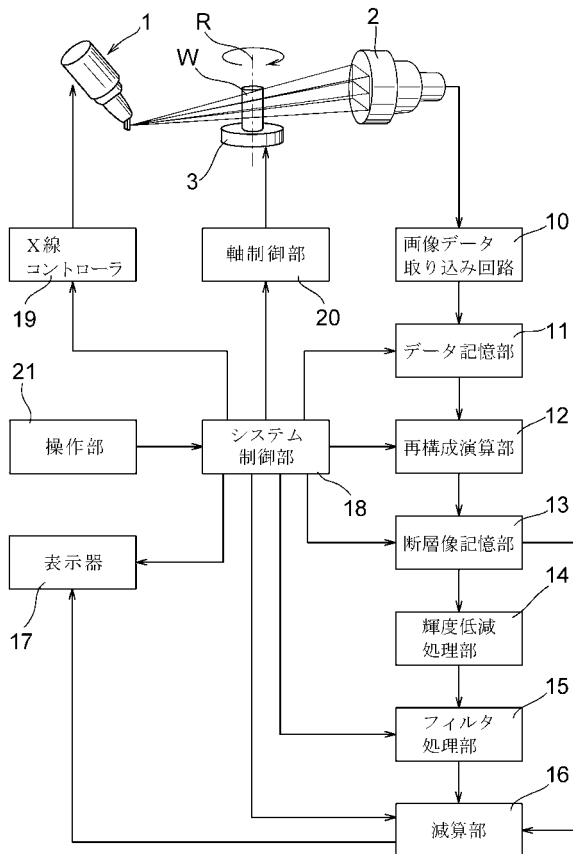 1
R
2
W
3
X線
コントローラ
19
軸制御部
20
画像データ
取り込み回路
10
データ記憶部
11
21
操作部
システム
制御部
18
再構成演算部
12
表示器
17
断層像記憶部
13
輝度低減
処理部
14
フィルタ
処理部
15
減算部
16